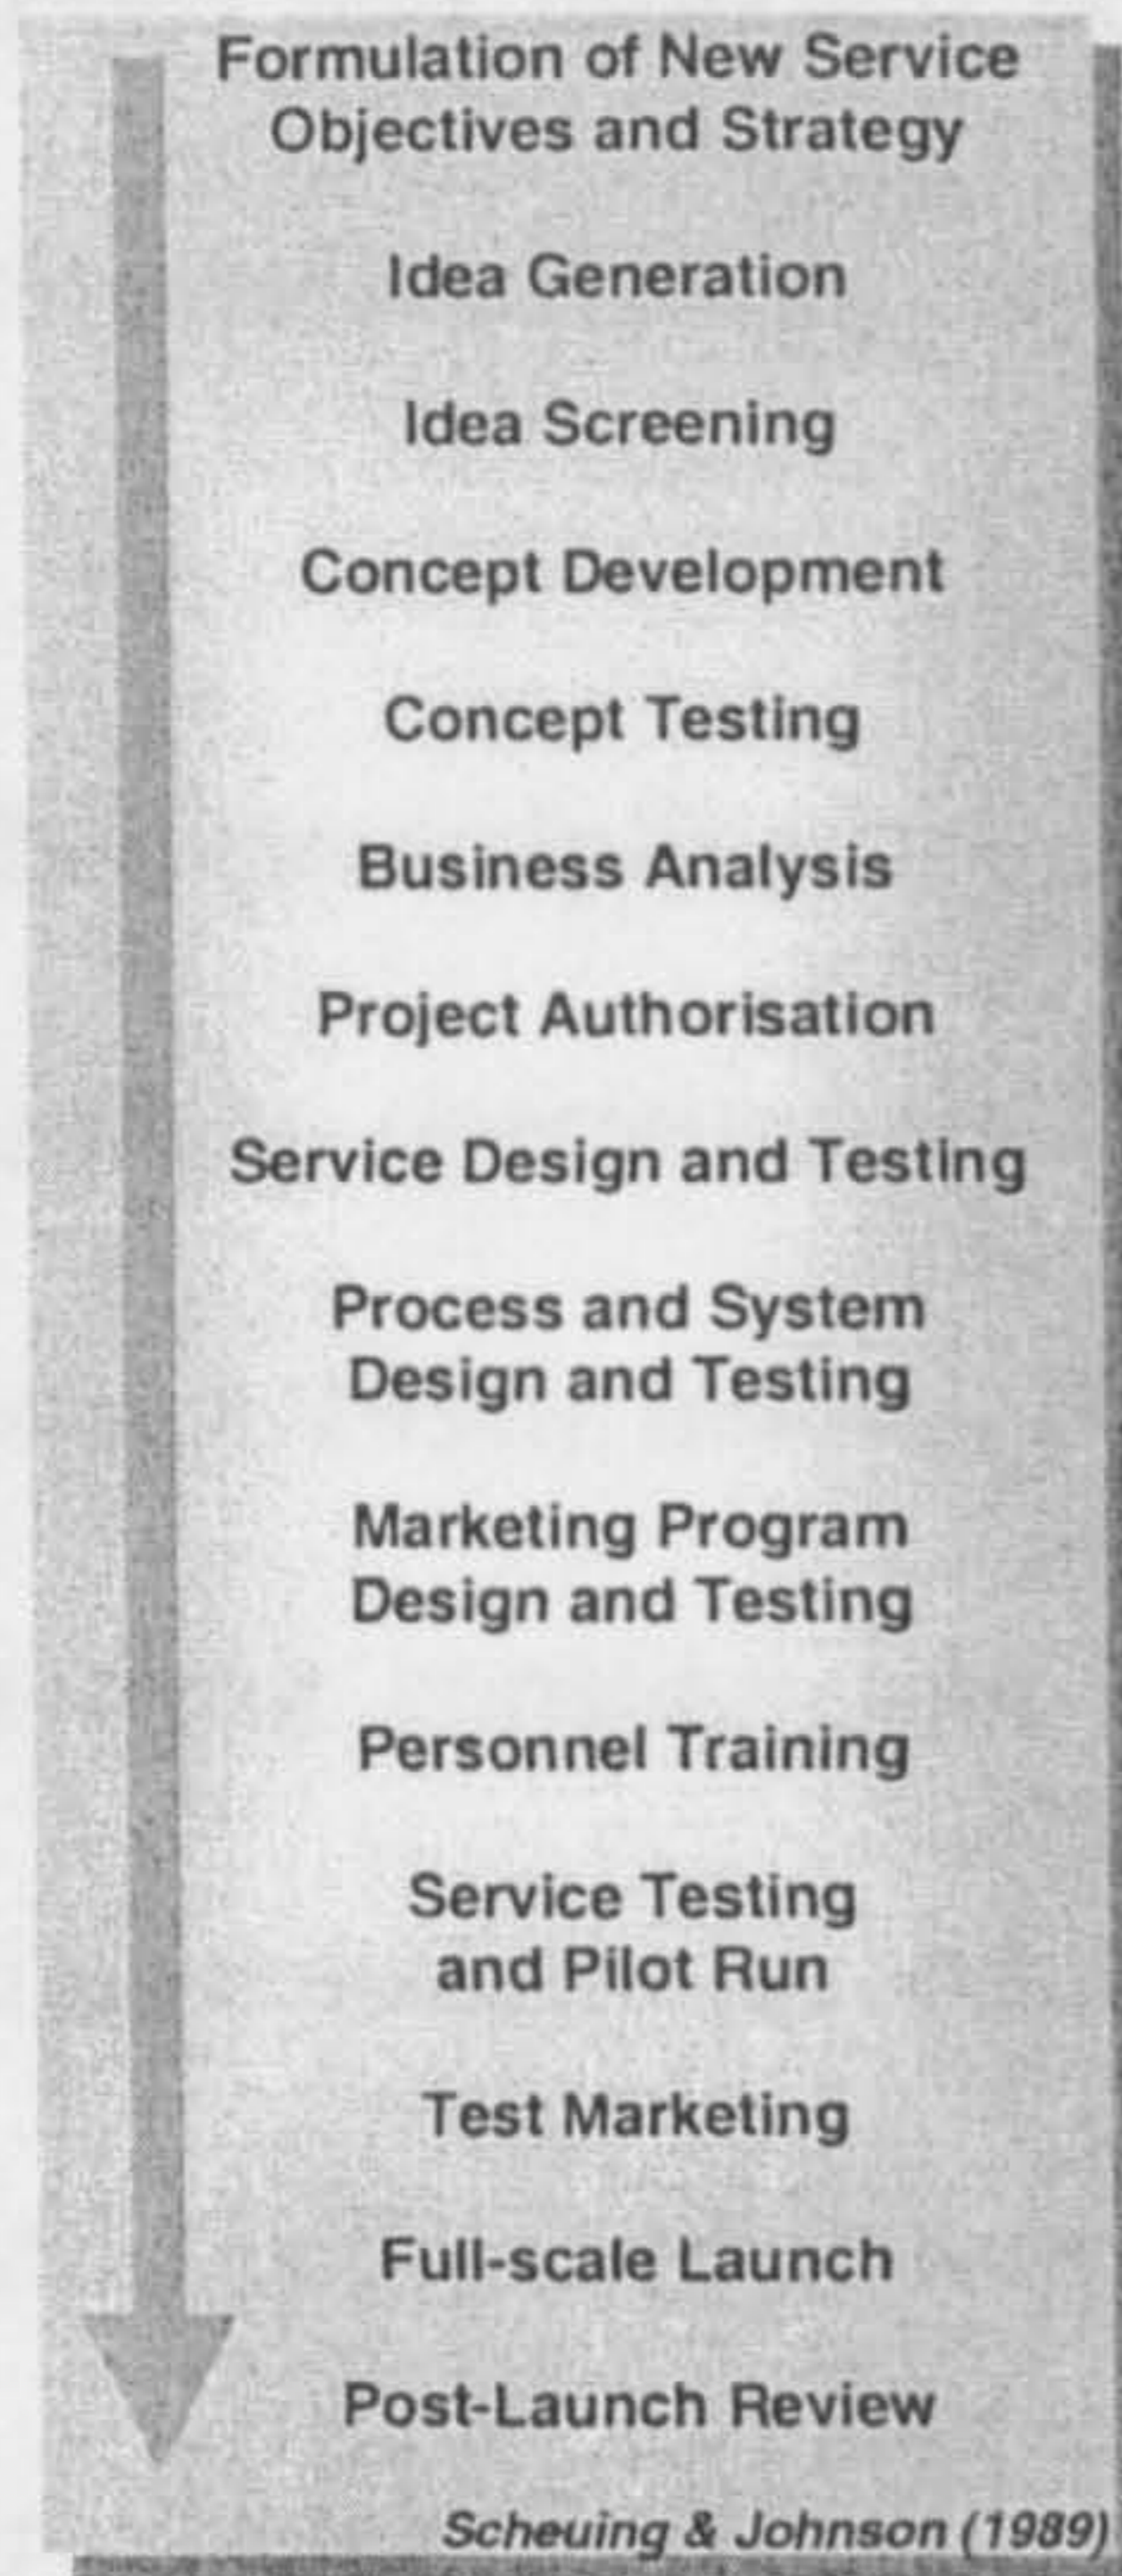 Formulation of New Service
Objectives and Strategy
Idea Generation
Idea Screening
Concept Development
Concept Testing
Business Analysis
Project Authorisation
Service Design and Testing
Process and System
Design and Testing
Marketing Program
Design and Testing
Personnel Training
Service Testing
and Pilot Run
Test Marketing
Full-scale Launch
Post-Launch Review
Scheuing & Johnson (1989)